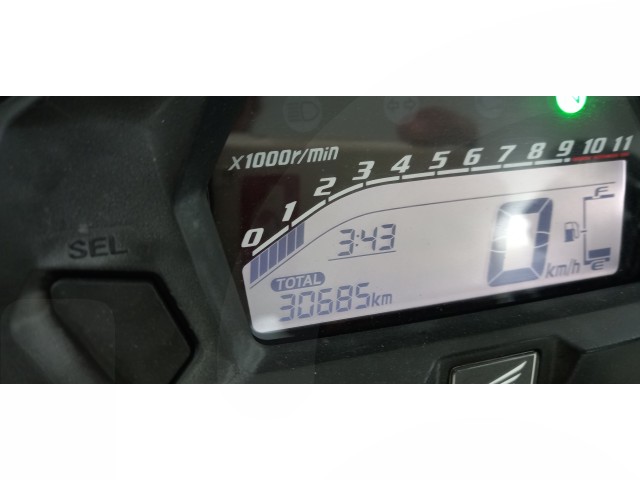 N
x1000r/min
0 1 2 3 4 5 6 7 8 9 10 11
SEL
3:43
0 km/h
F
E
TOTAL
30685km